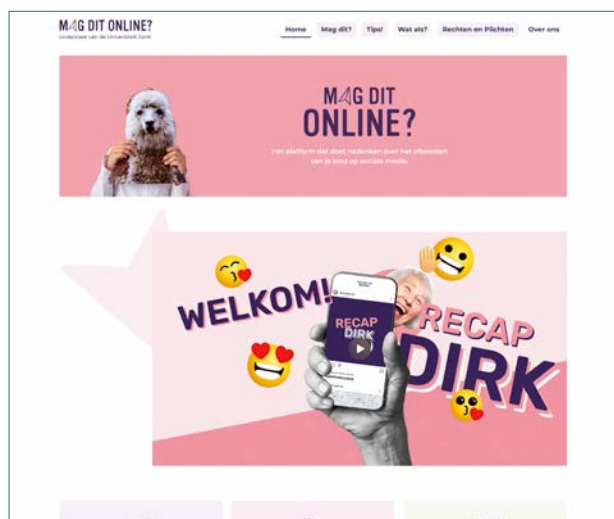 MAG DIT ONLINE?
onderzoek van de Universiteit Gent
Home Mag dit? Tips! Wat als? Rechten en Plichten Over ons
MAG DIT
ONLINE?
Het platform dat doet nadenken over het afbeelden
van je kind op sociale media.
WELKOM!
RECAP
DIRK
RECAP
DIRK